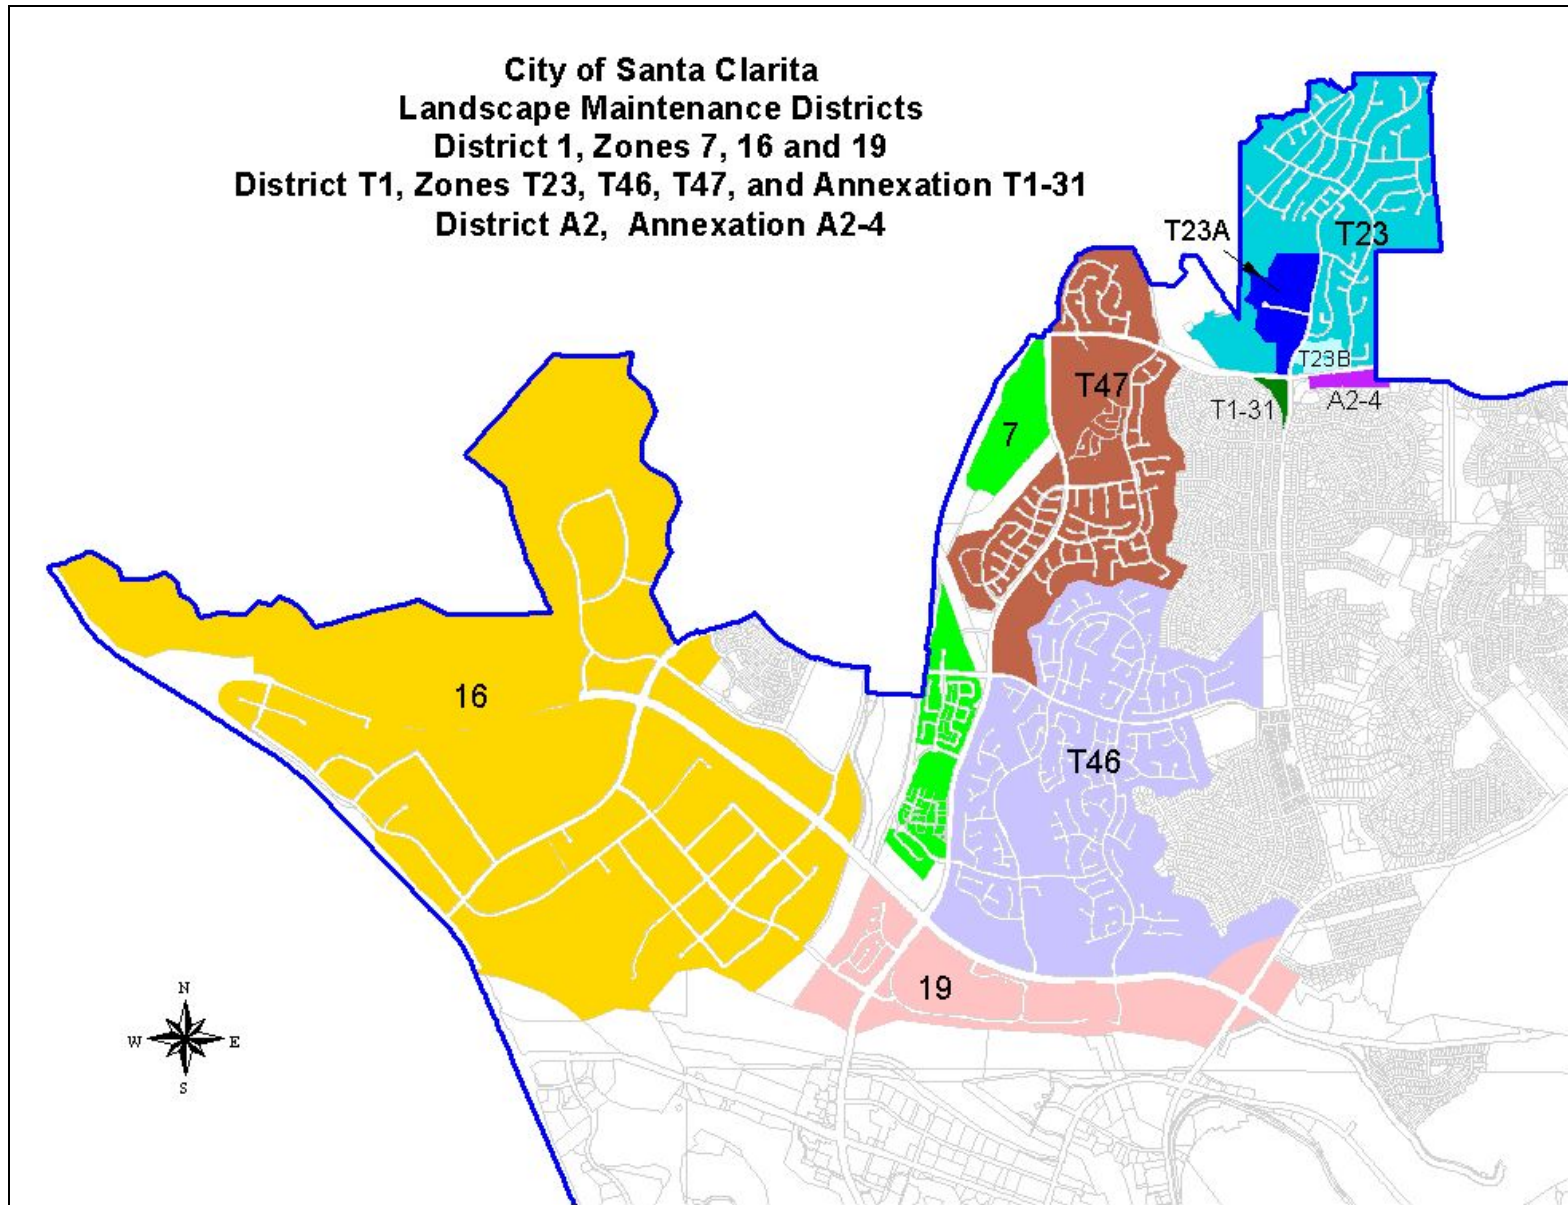 City of Santa Clarita
Landscape Maintenance Districts
District 1, Zones 7, 16 and 19
District T1, Zones T23, T46, T47, and Annexation T1-31
District A2, Annexation A2-4
T23A
T23
T23B
T47
T1-31
A2-4
7
16
T46
19
N
W
E
S